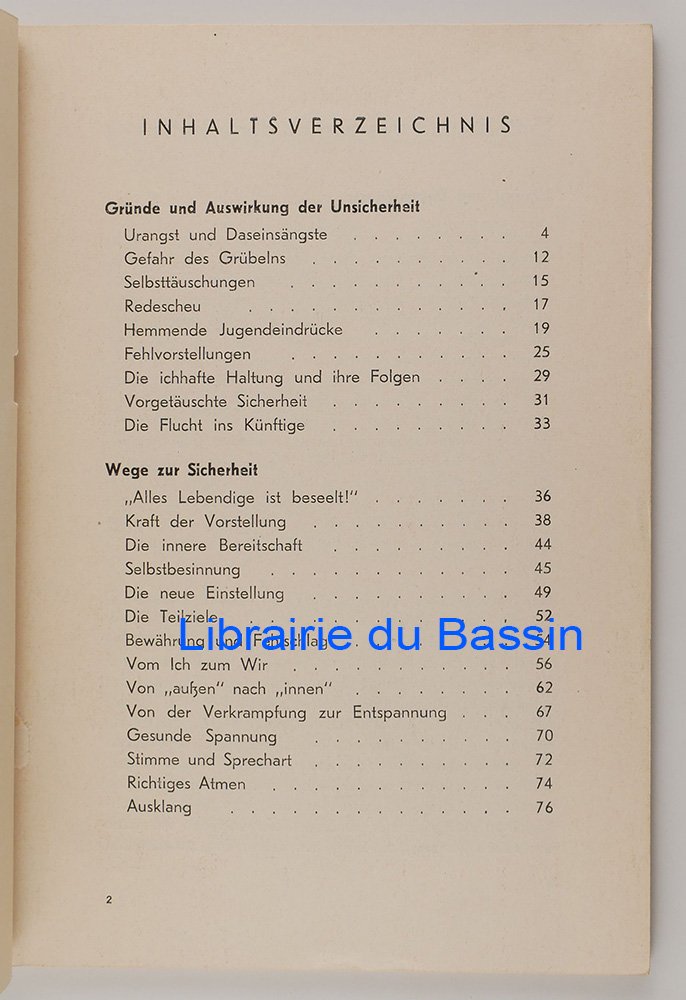 INHALTSVERZEICHNIS
Gründe und Auswirkung der Unsicherheit
Urangst und Daseinsängste . . . . . . . . 4
Gefahr des Grübelns . . . . . . . . . . 12
Selbsttäuschungen . . . . . . . . . . . 15
Redescheu . . . . . . . . . . . . . 17
Hemmende Jugendeindrücke . . . . . . . 19
Fehlvorstellungen . . . . . . . . . . . 25
Die ichhafte Haltung und ihre Folgen . . . . 29
Vorgetäuschte Sicherheit . . . . . . . . . 31
Die Flucht ins Künftige . . . . . . . . . 33
Wege zur Sicherheit
„Alles Lebendige ist beseelt!“ . . . . . . . 36
Kraft der Vorstellung . . . . . . . . . . 38
Die innere Bereitschaft . . . . . . . . . 44
Selbstbesinnung . . . . . . . . . . . . 45
Die neue Einstellung . . . . . . . . . . 49
Die Teilziele . . . . . . . . . . . . 52
Bewährung und Fehlschlag . . . . . . . 54
Librairie du Bassin
Vom Ich zum Wir . . . . . . . . . . . 56
Von „außen“ nach „innen“ . . . . . . . . 62
Von der Verkrampfung zur Entspannung . . . 67
Gesunde Spannung . . . . . . . . . . 70
Stimme und Sprechart . . . . . . . . . . 72
Richtiges Atmen . . . . . . . . . . . . 74
Ausklang . . . . . . . . . . . . . 76
2